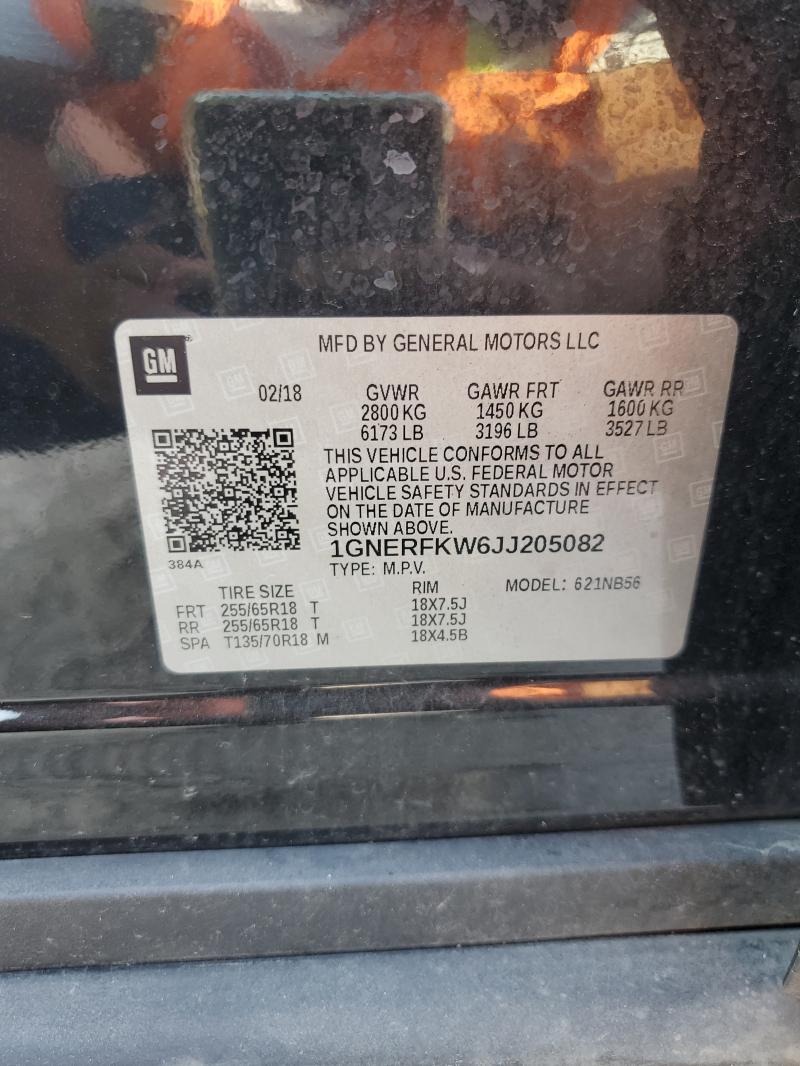 GM
MFD BY GENERAL MOTORS LLC
02/18 GVWR GAWR FRT GAWR RR
2800 KG 1450 KG 1600 KG
6173 LB 3196 LB 3527 LB
THIS VEHICLE CONFORMS TO ALL
APPLICABLE U.S. FEDERAL MOTOR
VEHICLE SAFETY STANDARDS IN EFFECT
ON THE DATE OF MANUFACTURE
SHOWN ABOVE.
1GNERFKW6JJ205082
384A
TYPE: M.P.V.
TIRE SIZE RIM MODEL: 621NB56
FRT 255/65R18 T 18X7.5J
RR 255/65R18 T 18X7.5J
SPA T135/70R18 M 18X4.5B